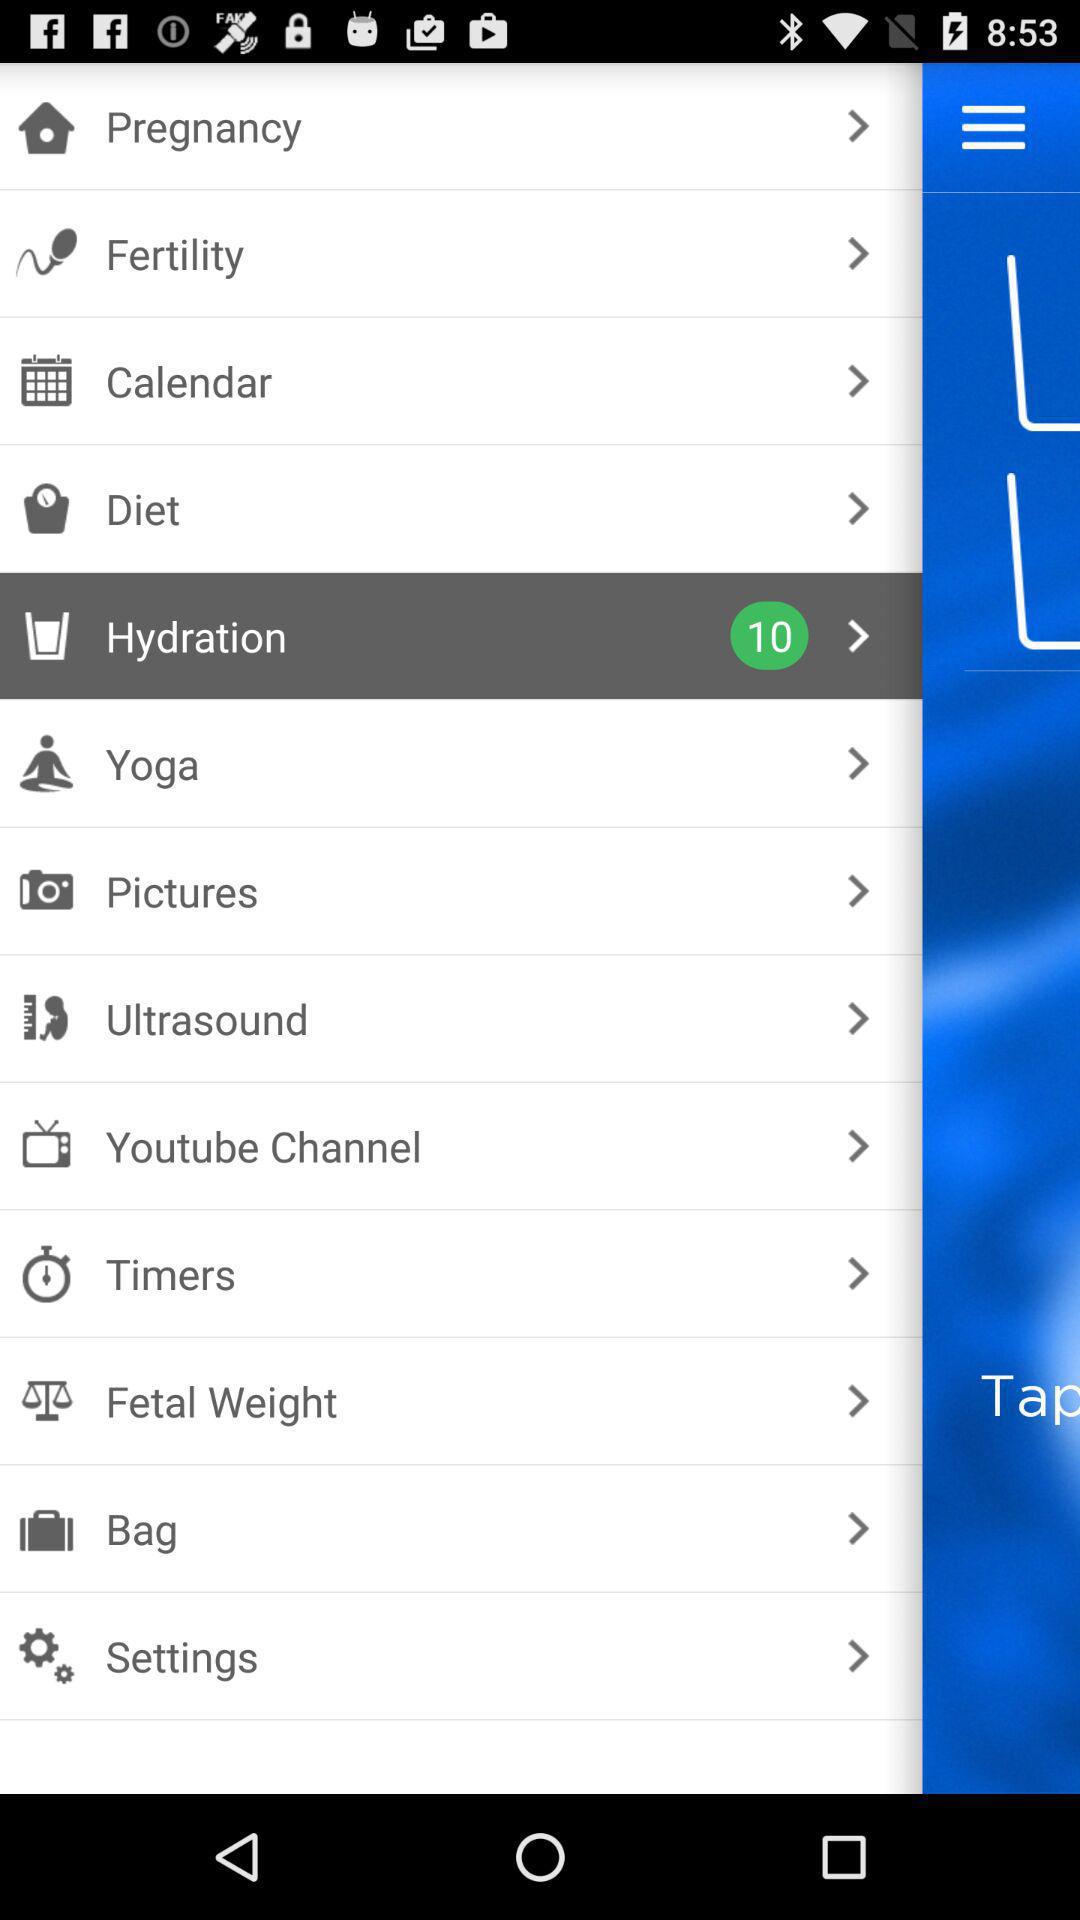 FAKE 8:53
Pregnancy
Fertility
Calendar
Diet
Hydration 10
Yoga
Pictures
Ultrasound
Youtube Channel
Timers
Fetal Weight
Tap
Bag
Settings